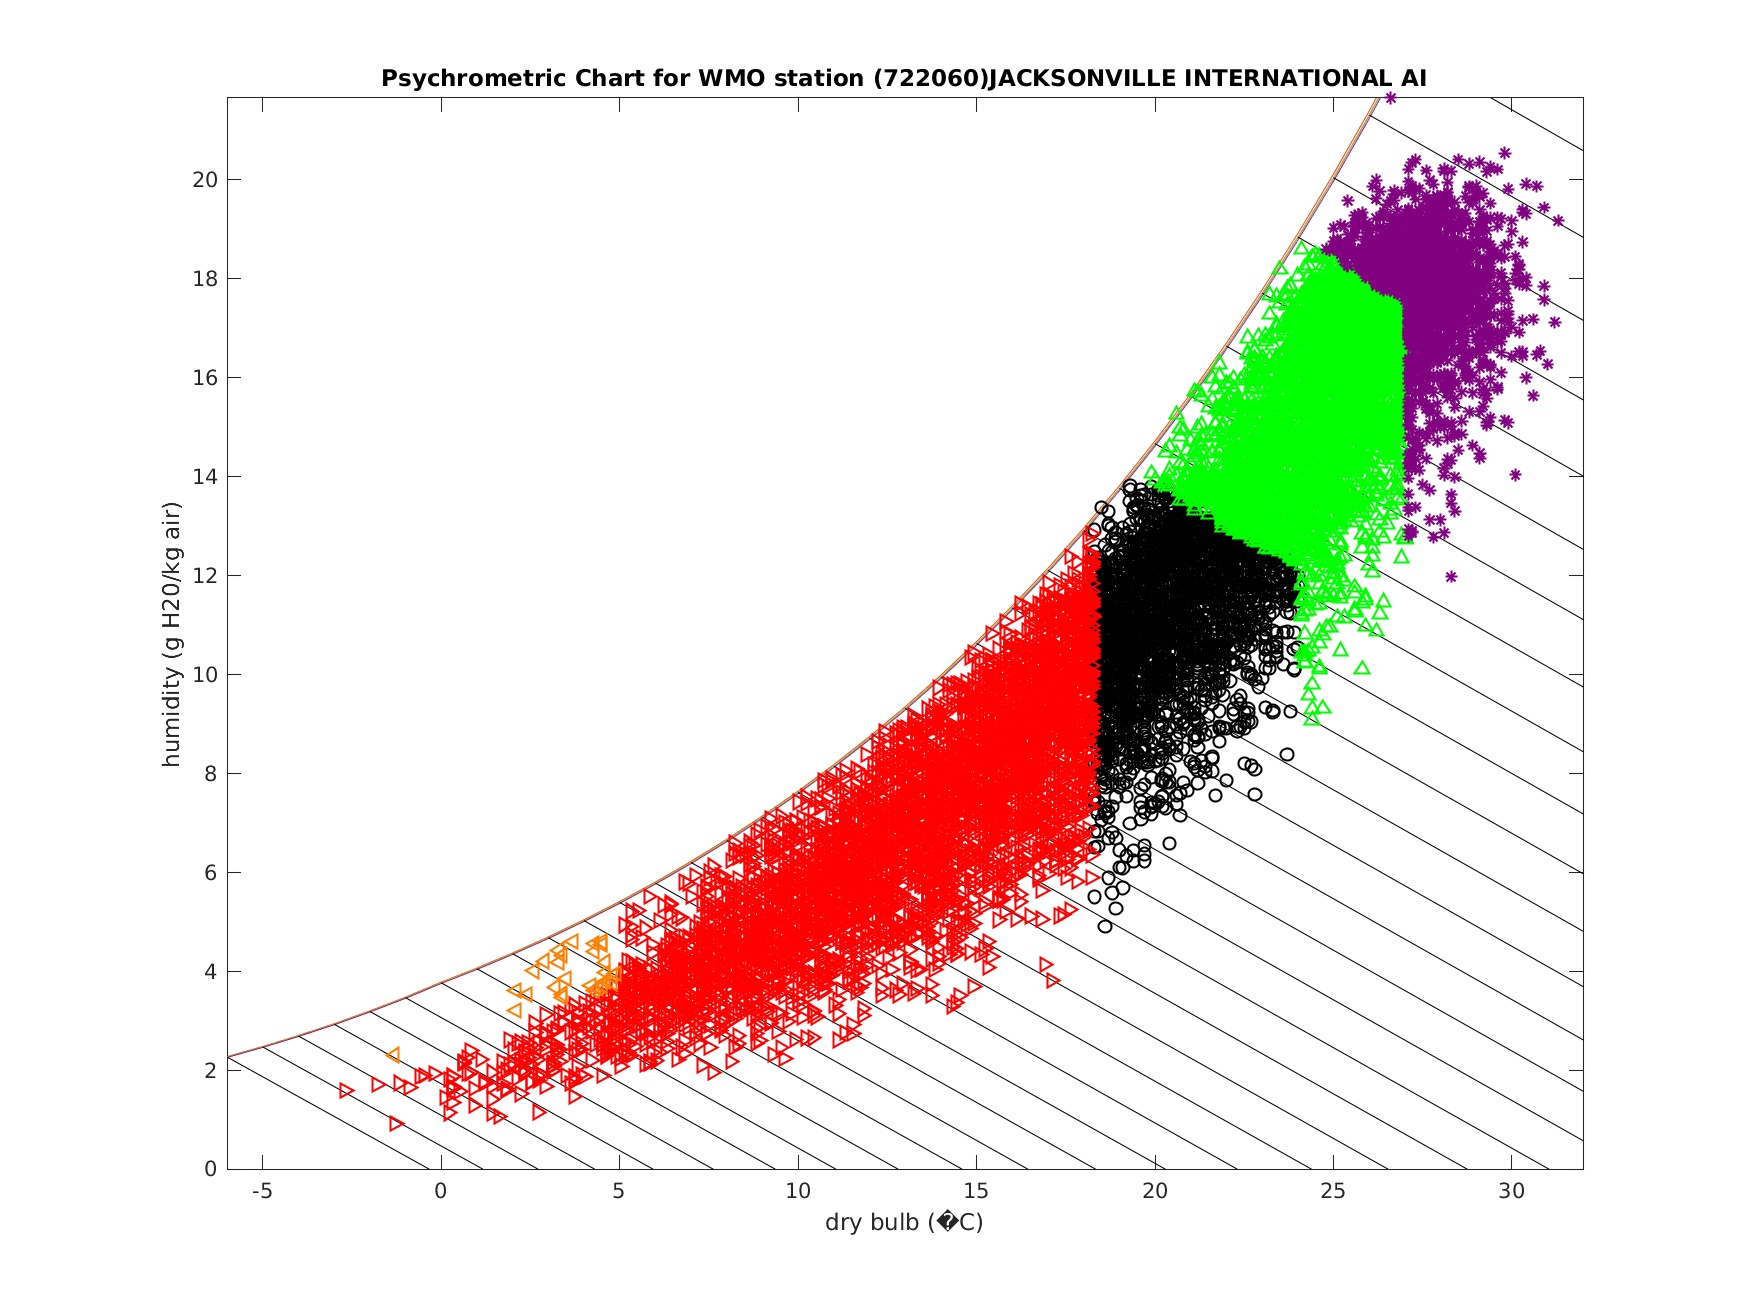 Psychrometric Chart for WMO station (722060)JACKSONVILLE INTERNATIONAL AI
humidity (g H20/kg air)
20
18
16
14
12
10
8
6
4
2
0
-5 0 5 10 15 20 25 30
dry bulb (�C)